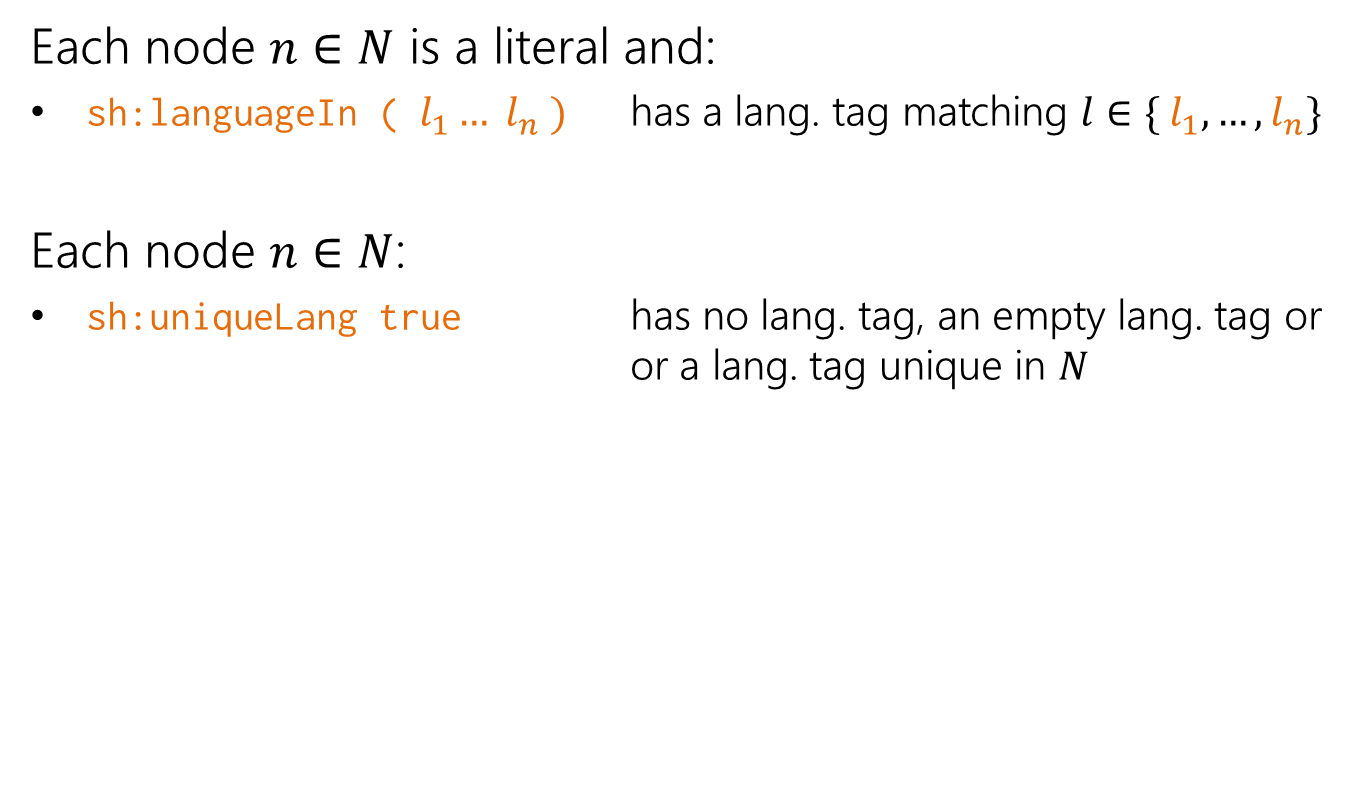 Each node n ∈ N is a literal and:
• sh:languageIn ( l₁ … lₙ ) has a lang. tag matching l ∈ { l₁, …, lₙ}
Each node n ∈ N:
• sh:uniqueLang true has no lang. tag, an empty lang. tag or
or a lang. tag unique in N